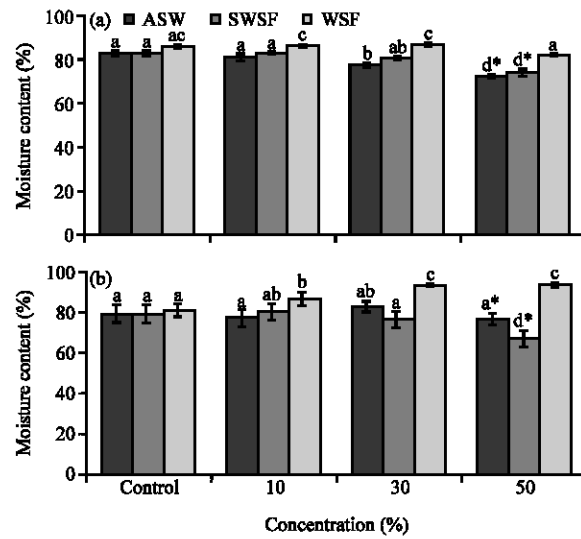 (a) ASW SWSF WSF
Moisture content (%)
100
80
60
40
20
0
a a ac
a a c
b ab c
d* d* a
(b)
Moisture content (%)
100
80
60
40
20
0
a a a
a ab b
ab a c
a* d* c
Control 10 30 50
Concentration (%)